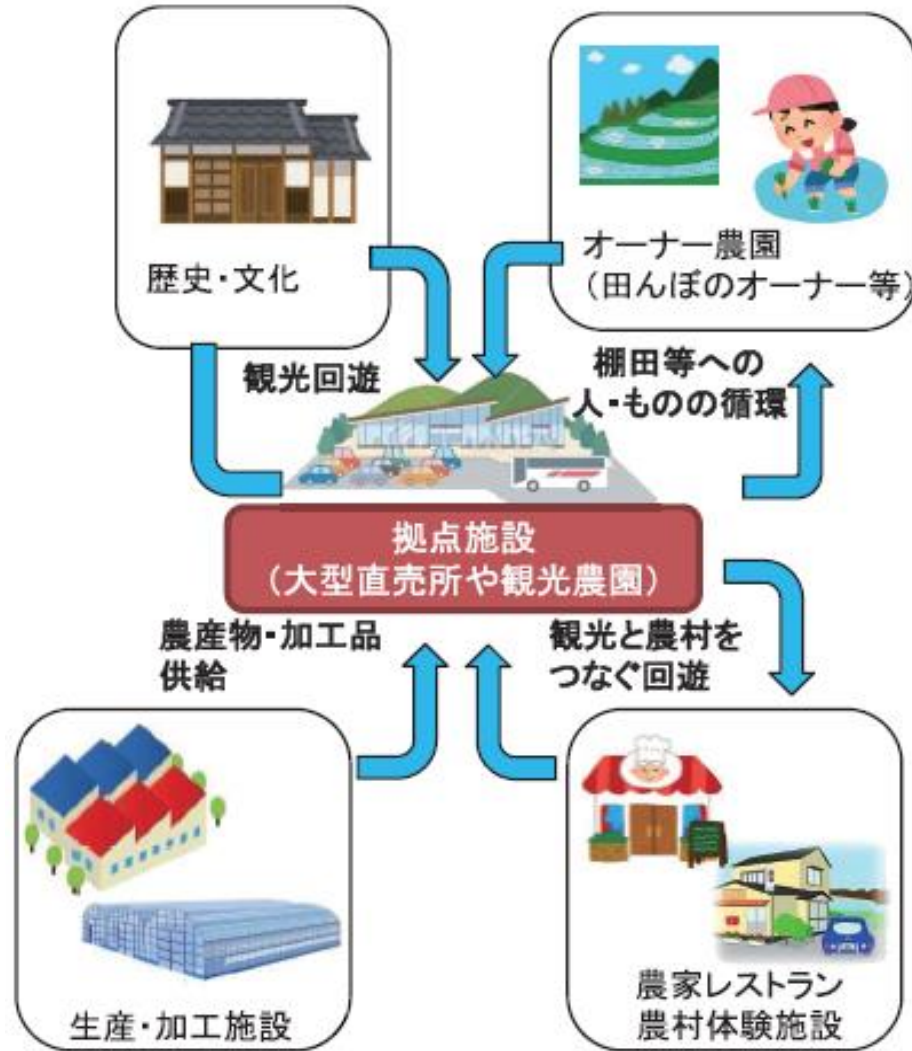 歴史・文化
オーナー農園
（田んぼのオーナー等）
観光回遊
棚田等への
人・ものの循環
拠点施設
（大型直売所や観光農園）
農産物・加工品
供給
観光と農村を
つなぐ回遊
生産・加工施設
農家レストラン
農村体験施設